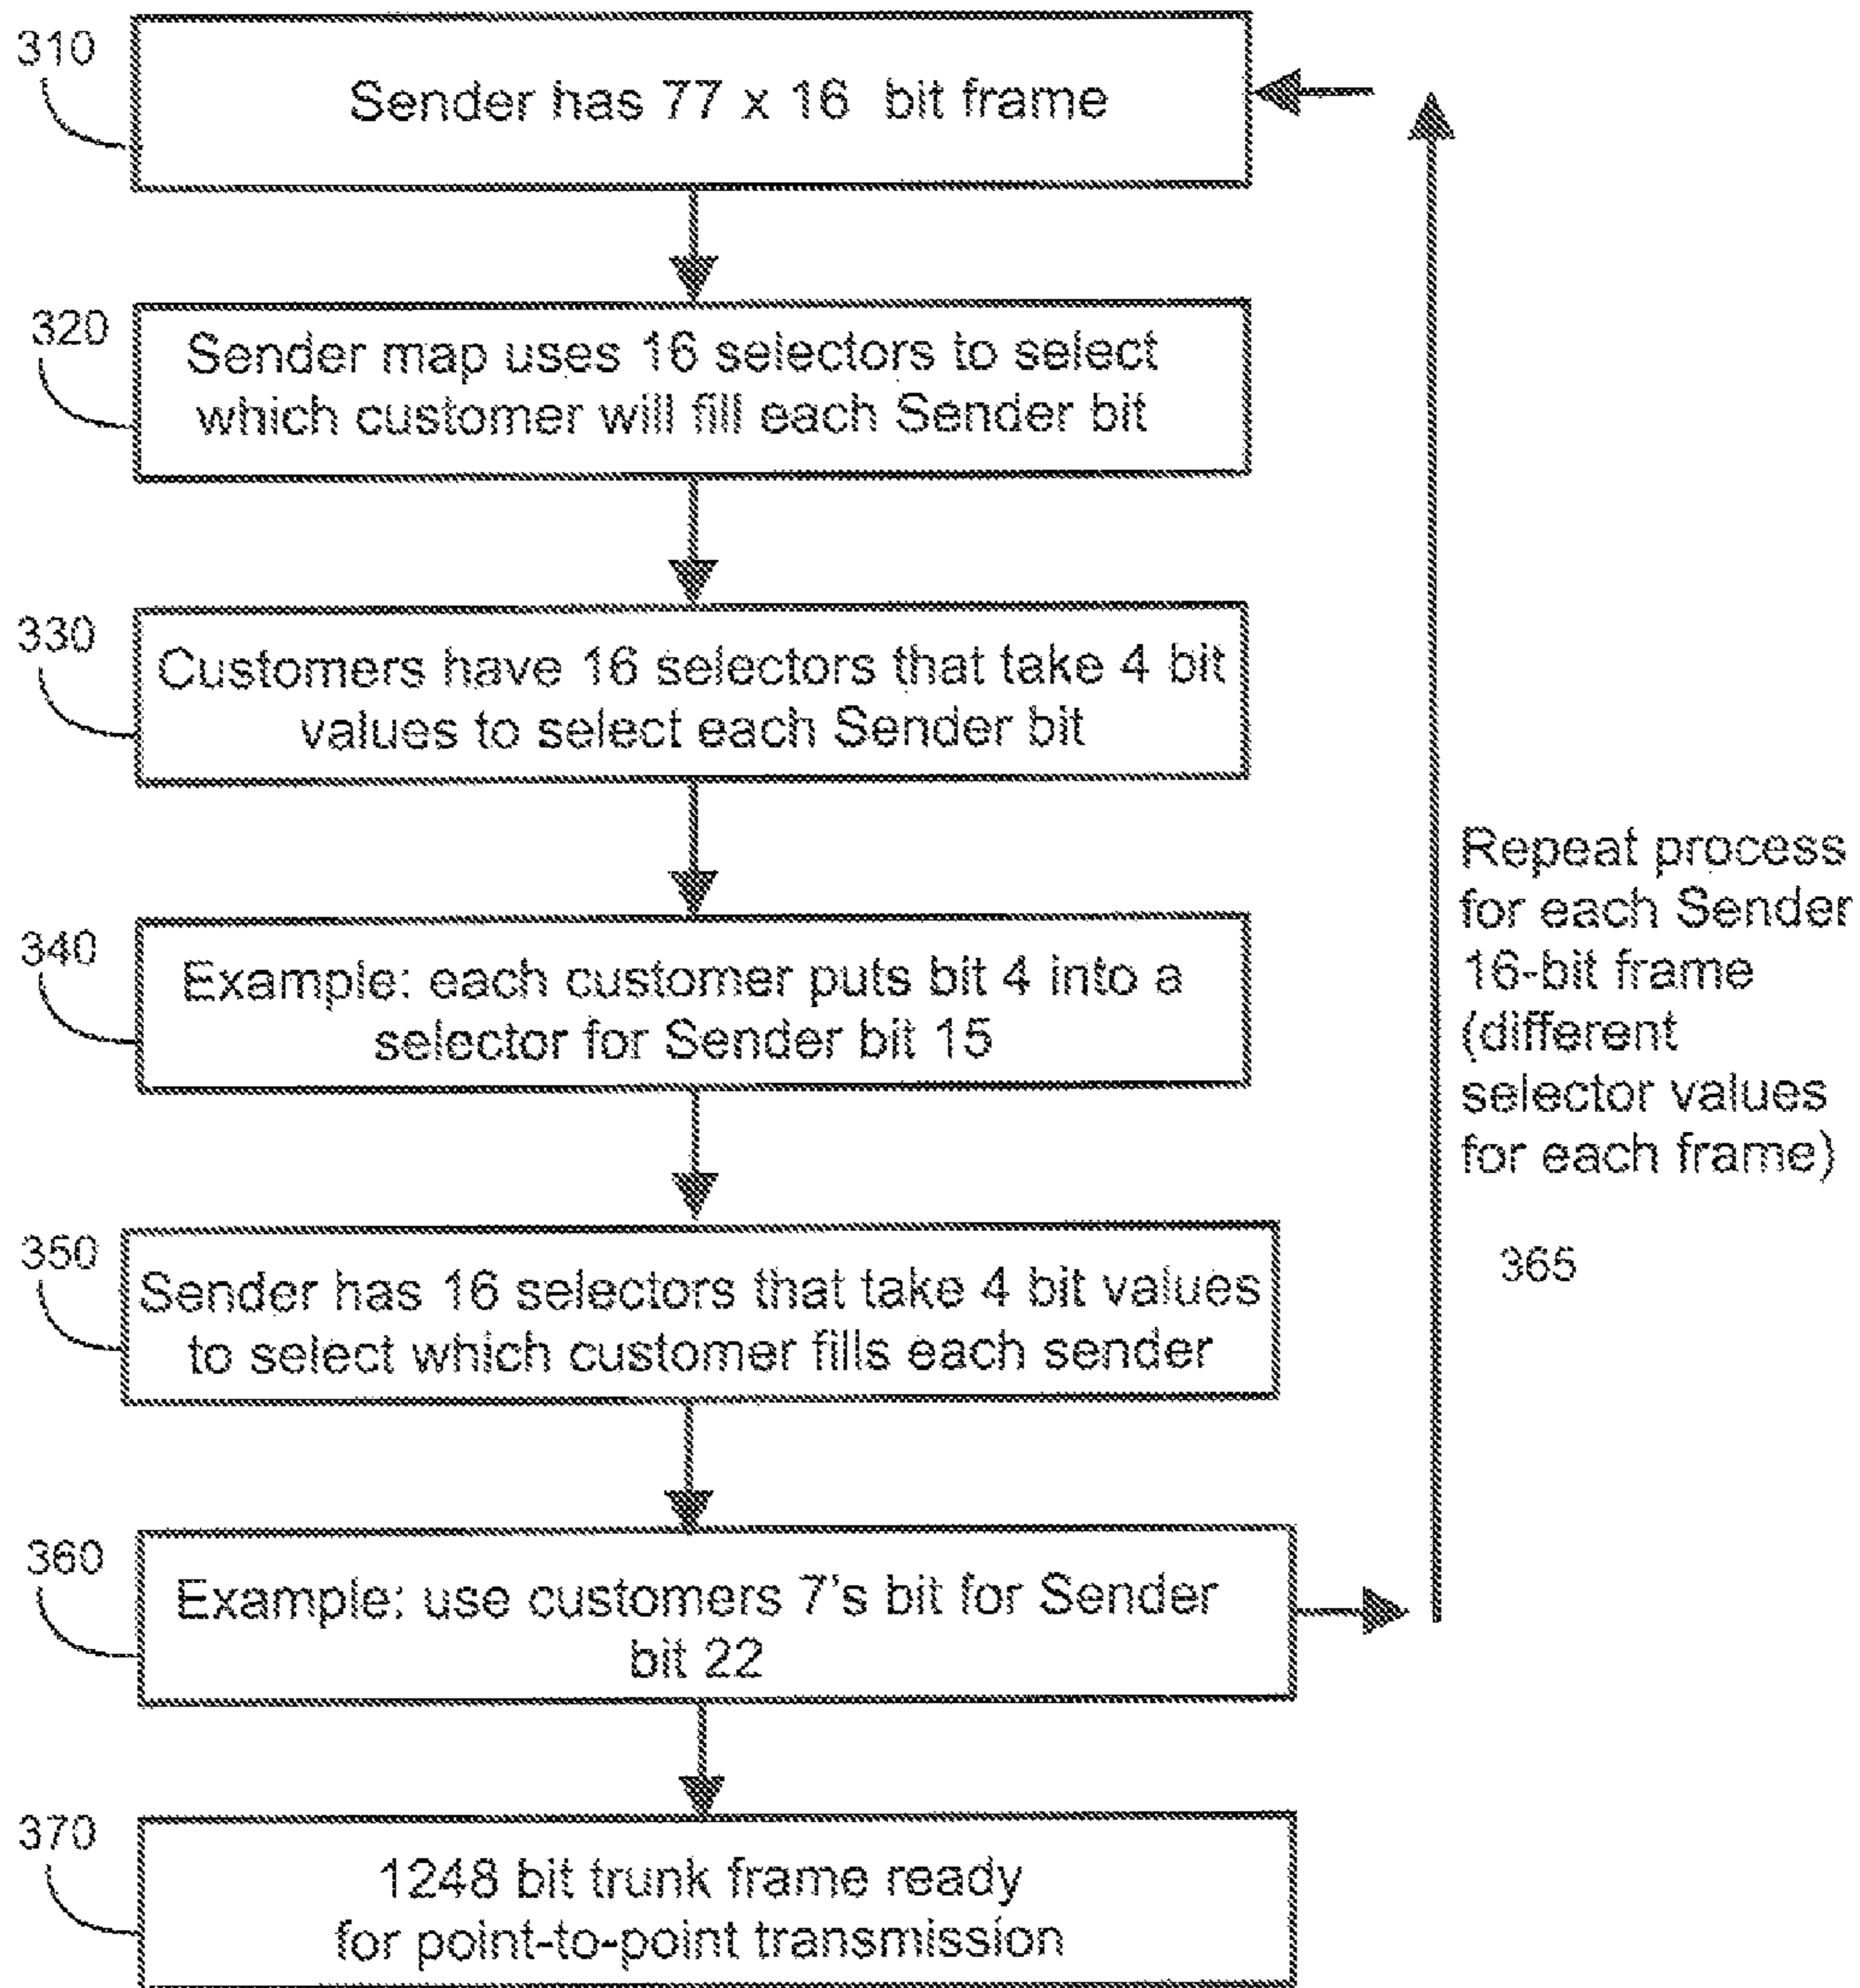 310
Sender has 77 x 16 bit frame
320
Sender map uses 16 selectors to select
which customer will fill each Sender bit
330
Customers have 16 selectors that take 4 bit
values to select each Sender bit
340
Example: each customer puts bit 4 into a
selector for Sender bit 15
350
Sender has 16 selectors that take 4 bit values
to select which customer fills each sender
360
Example: use customers 7's bit for Sender
bit 22
370
1248 bit trunk frame ready
for point-to-point transmission
Repeat process
for each Sender
16-bit frame
(different
selector values
for each frame)
365